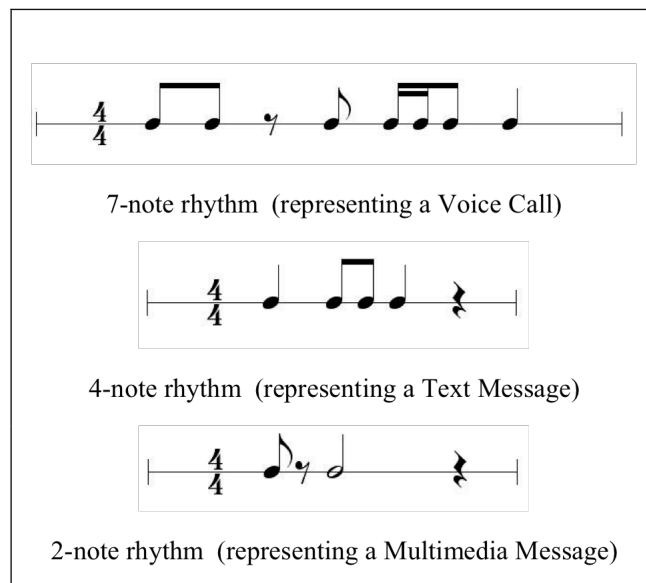 4
4
7-note rhythm (representing a Voice Call)
4
4
4-note rhythm (representing a Text Message)
4
4
2-note rhythm (representing a Multimedia Message)